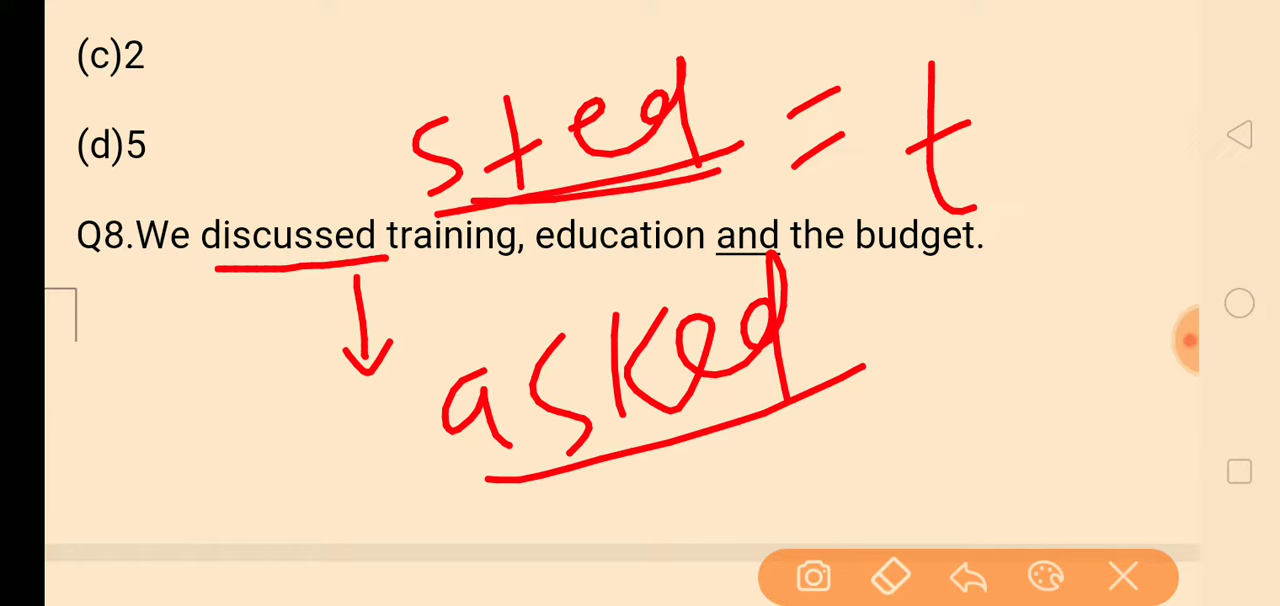 (c)2
sted = t
(d)5
Q8.We discussed training, education and the budget.
asked